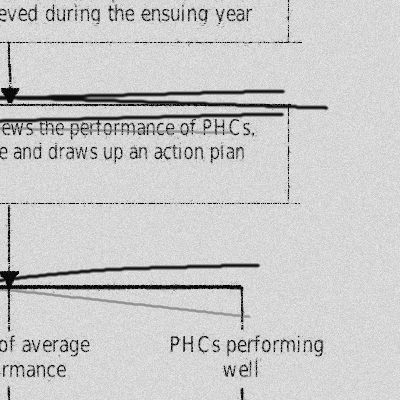 eved during the ensuing year
ews the performance of PHCs,
e and draws up an action plan
of average
rmance
PHCs performing
well